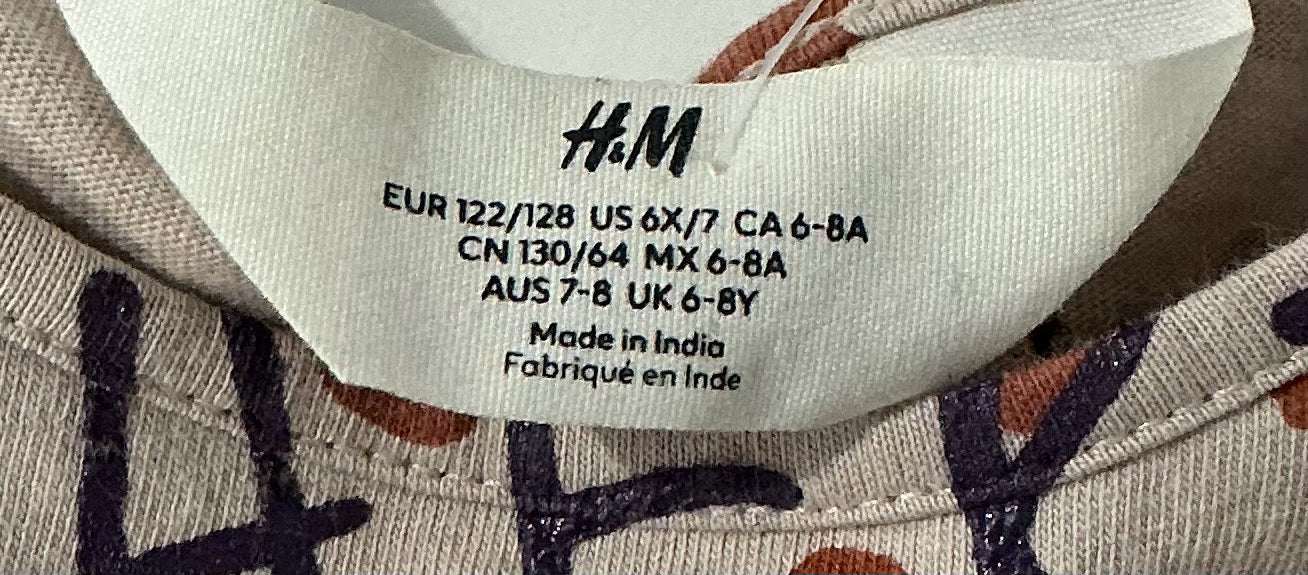 H&M
EUR 122/128 US 6X/7 CA 6-8A
CN 130/64 MX 6-8A
AUS 7-8 UK 6-8Y
Made in India
Fabriqué en Inde